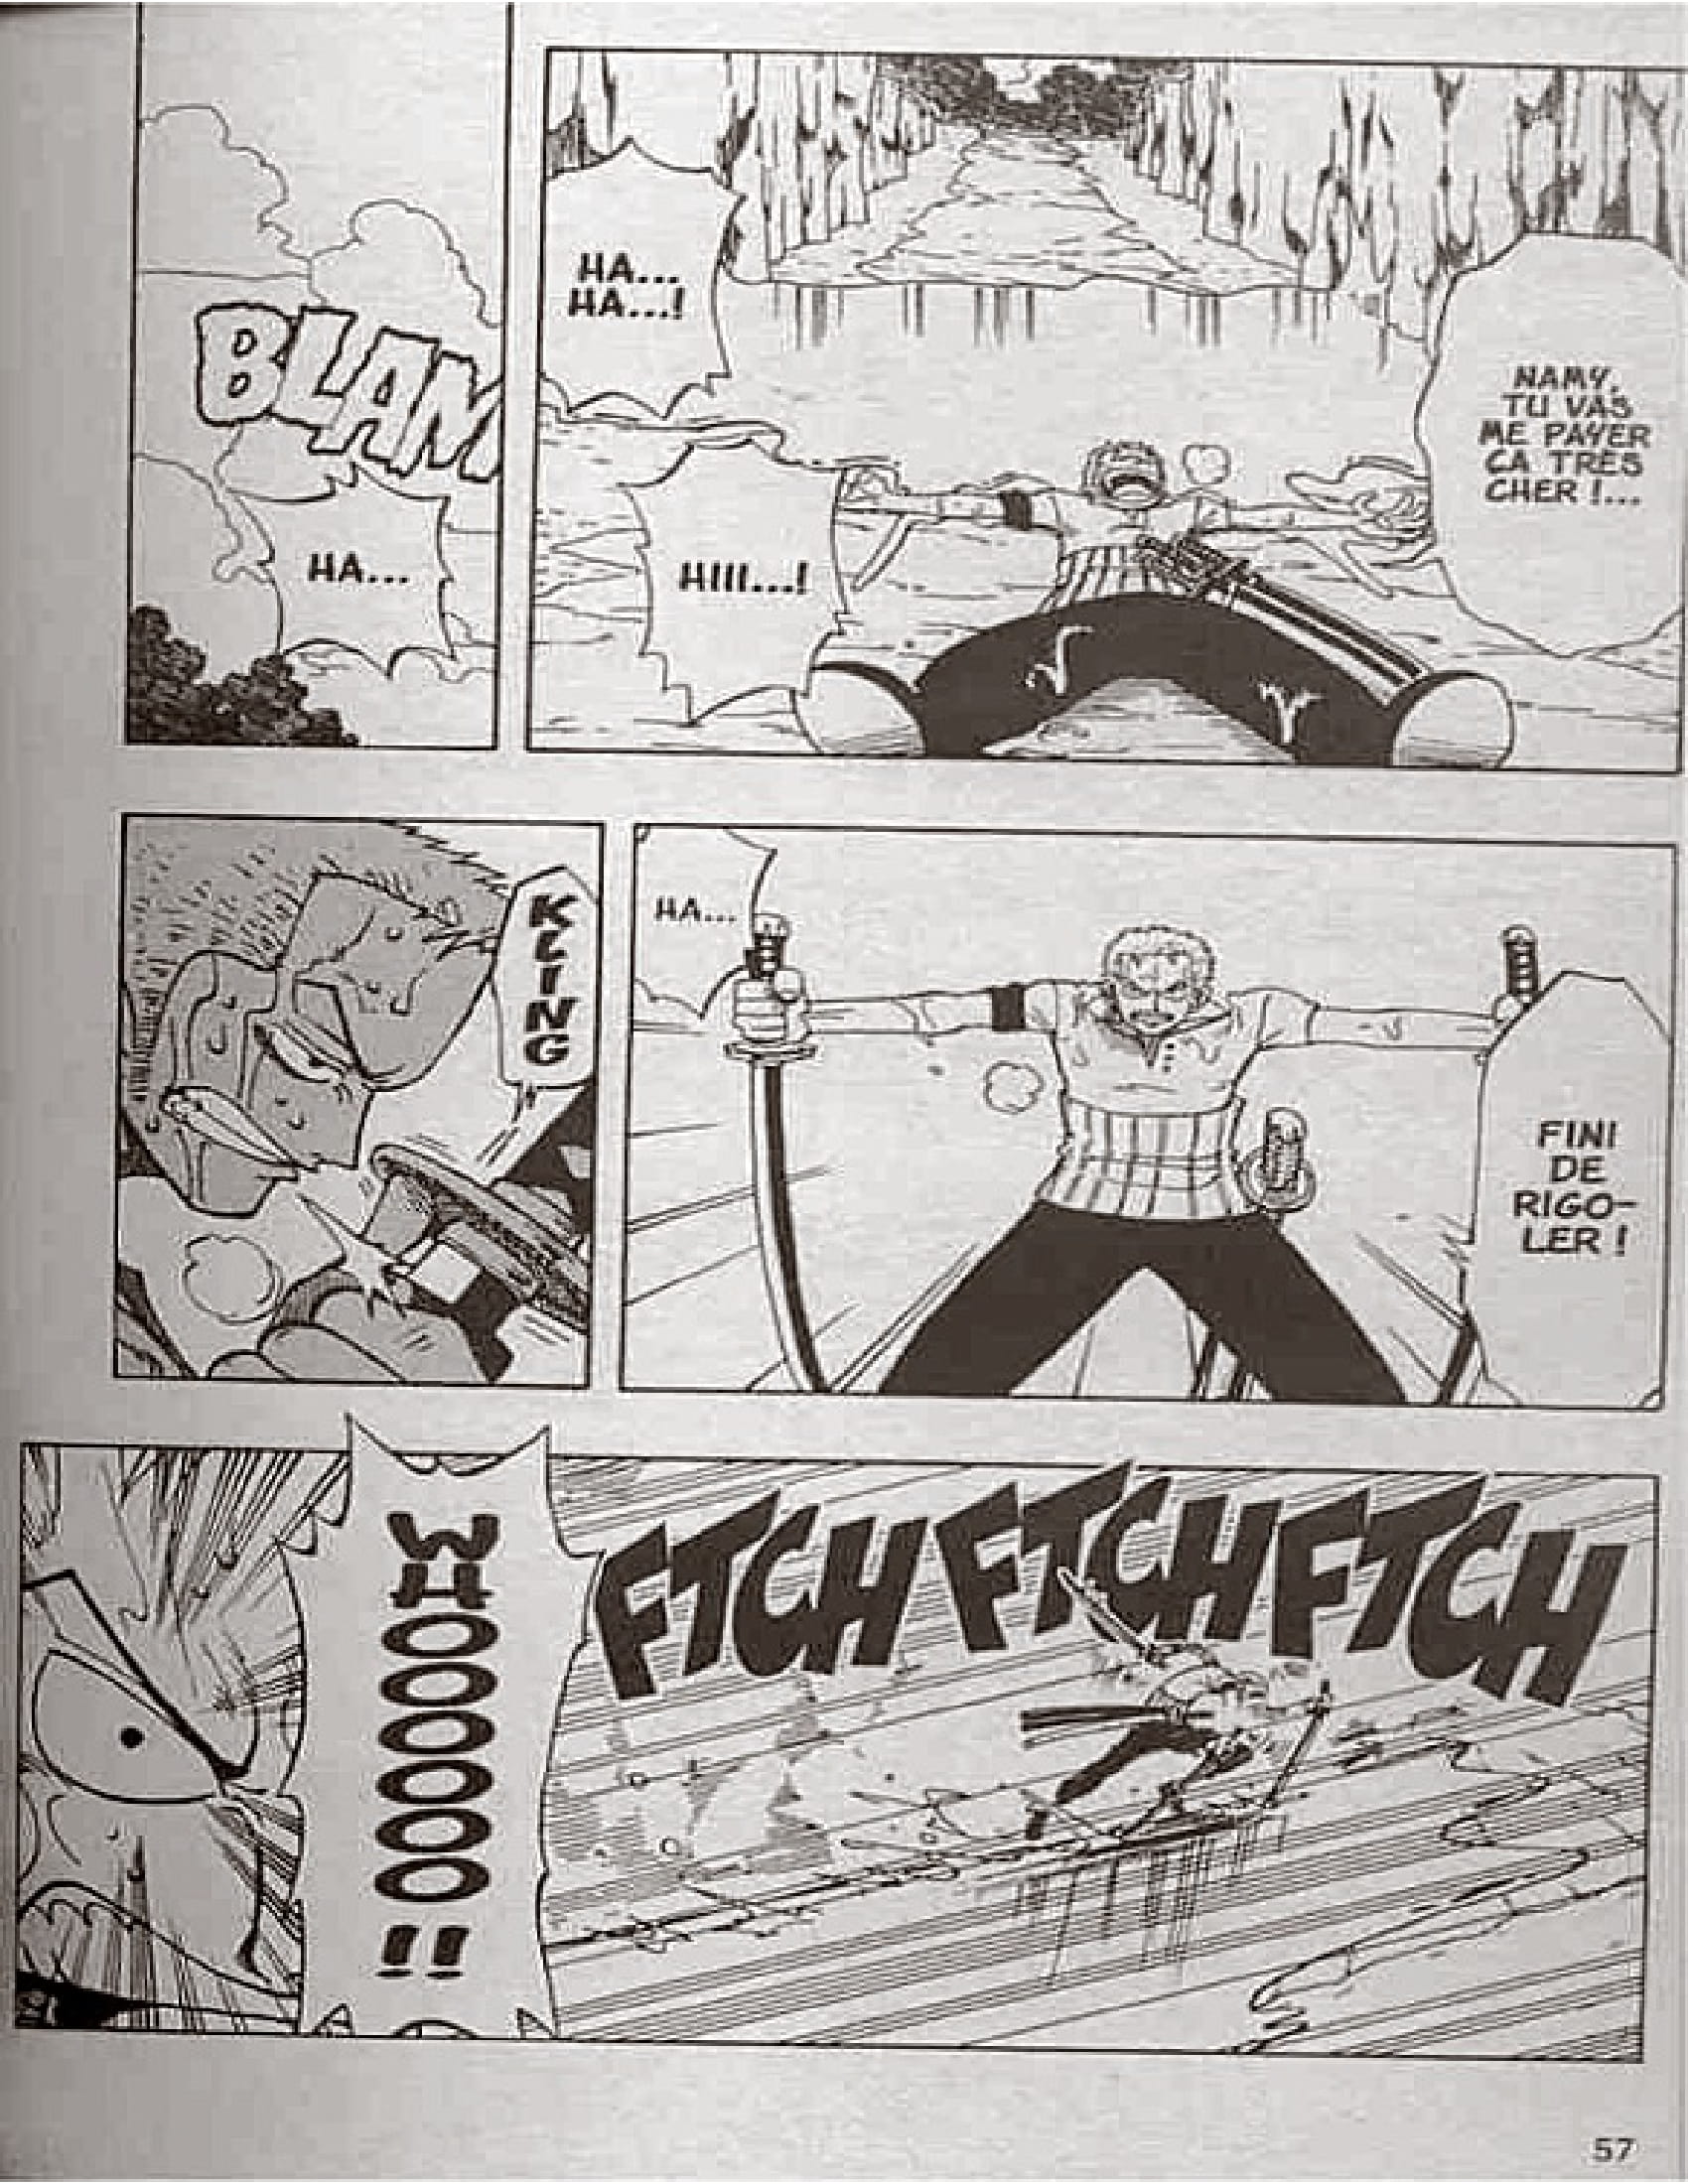 NAMY,
TU VAS
ME PAYER
ÇA TRÈS
CHER !...
HA...
HA...!
HIII...!
BLAM
HA...
FINI
DE
RIGO-
LER !
HA...
KLING
FTCH FTCH FTCH
WHOOOOOO!!
57